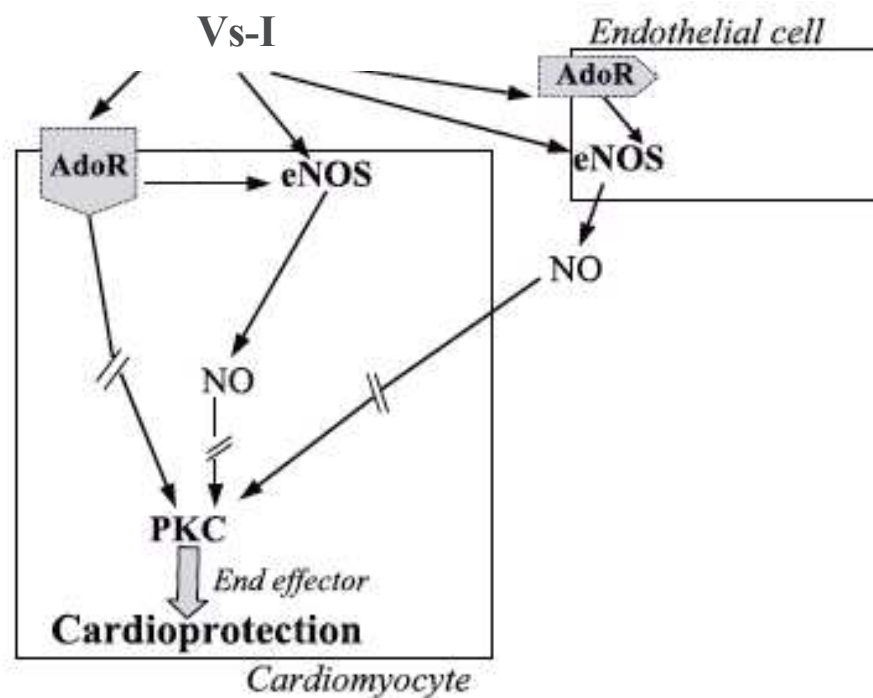 Vs-I
Endothelial cell
AdoR
eNOS
NO
AdoR
eNOS
NO
PKC
End effector
Cardioprotection
Cardiomyocyte